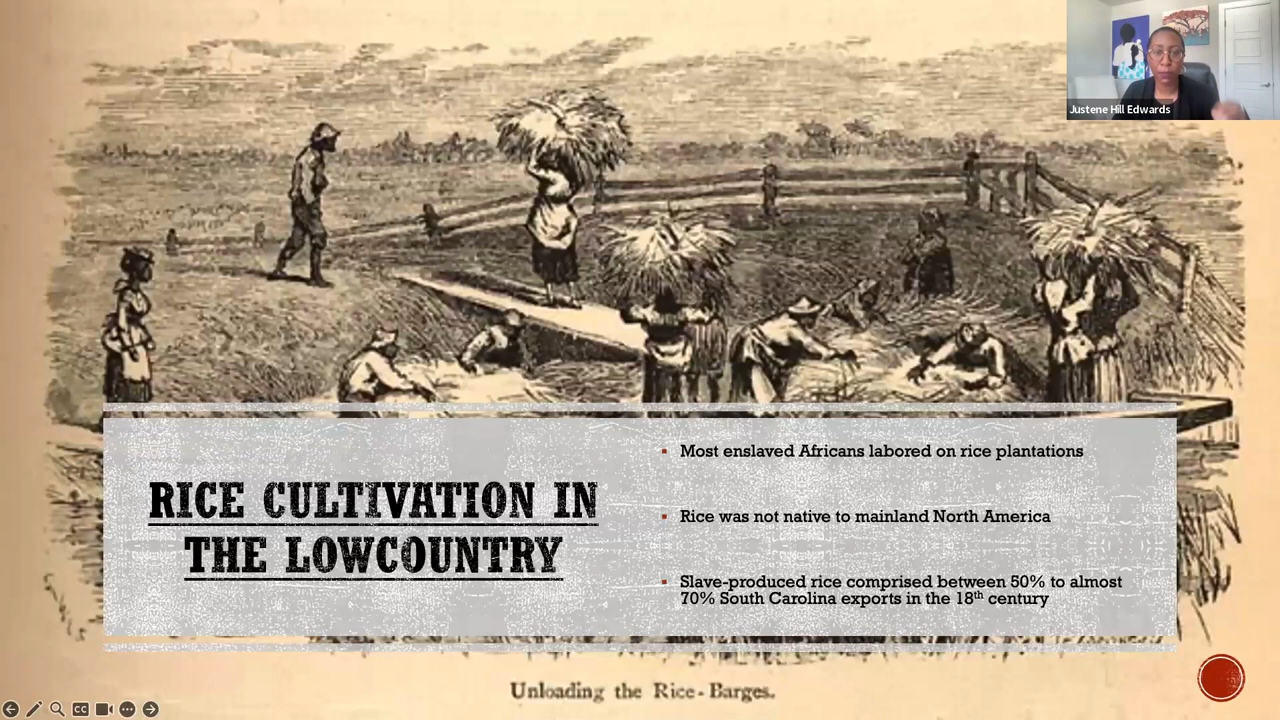 Justene Hill Edwards
RICE CULTIVATION IN
THE LOWCOUNTRY
Most enslaved Africans labored on rice plantations
Rice was not native to mainland North America
Slave-produced rice comprised between 50% to almost
70% South Carolina exports in the 18th century
Unloading the Rice-Barges.
CC